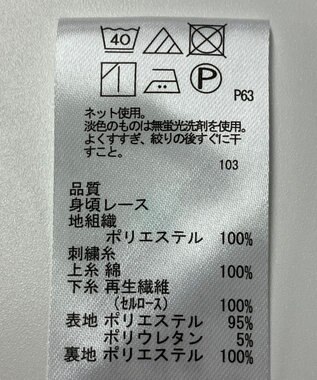 40
P
P63
ネット使用。
淡色のものは無蛍光洗剤を使用。
よくすすぎ、絞りの後すぐに干
すこと。
103
品質
身頃レース
地組織
ポリエステル 100%
刺繍糸
上糸 綿 100%
下糸 再生繊維
(セルロース) 100%
表地 ポリエステル 95%
ポリウレタン 5%
裏地 ポリエステル 100%